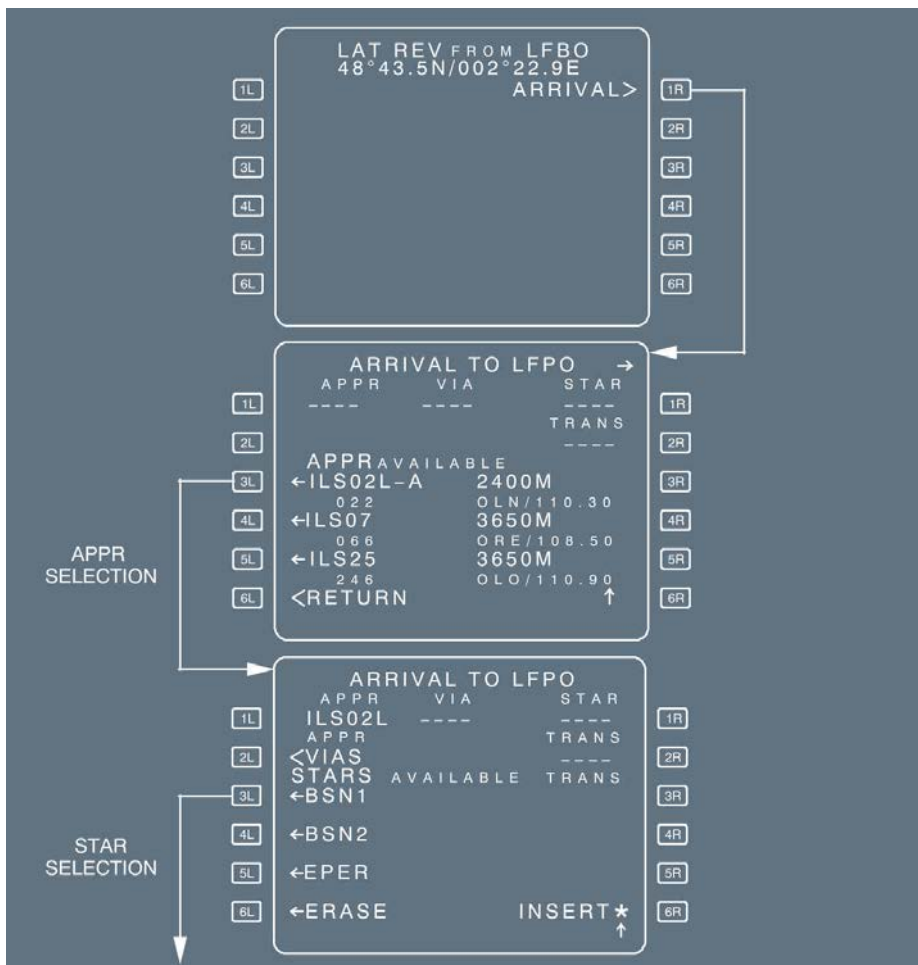 LAT REV FROM LFBO
48°43.5N/002°22.9E
1L ARRIVAL> 1R
2L 2R
3L 3R
4L 4R
5L 5R
6L 6R
ARRIVAL TO LFPO →
APPR VIA STAR
1L ---- ---- ---- 1R
TRANS
2L ---- 2R
APPR AVAILABLE
3L ←ILS02L-A 2400M 3R
022 OLN/110.30
4L ←ILS07 3650M 4R
066 ORE/108.50
5L ←ILS25 3650M 5R
246 OLO/110.90
6L <RETURN ↑ 6R
APPR
SELECTION
ARRIVAL TO LFPO
APPR VIA STAR
1L ILS02L ---- ---- 1R
APPR TRANS
2L <VIAS ---- 2R
STARS AVAILABLE TRANS
3L ←BSN1 3R
4L ←BSN2 4R
5L ←EPER 5R
6L ←ERASE INSERT* 6R
↑
STAR
SELECTION